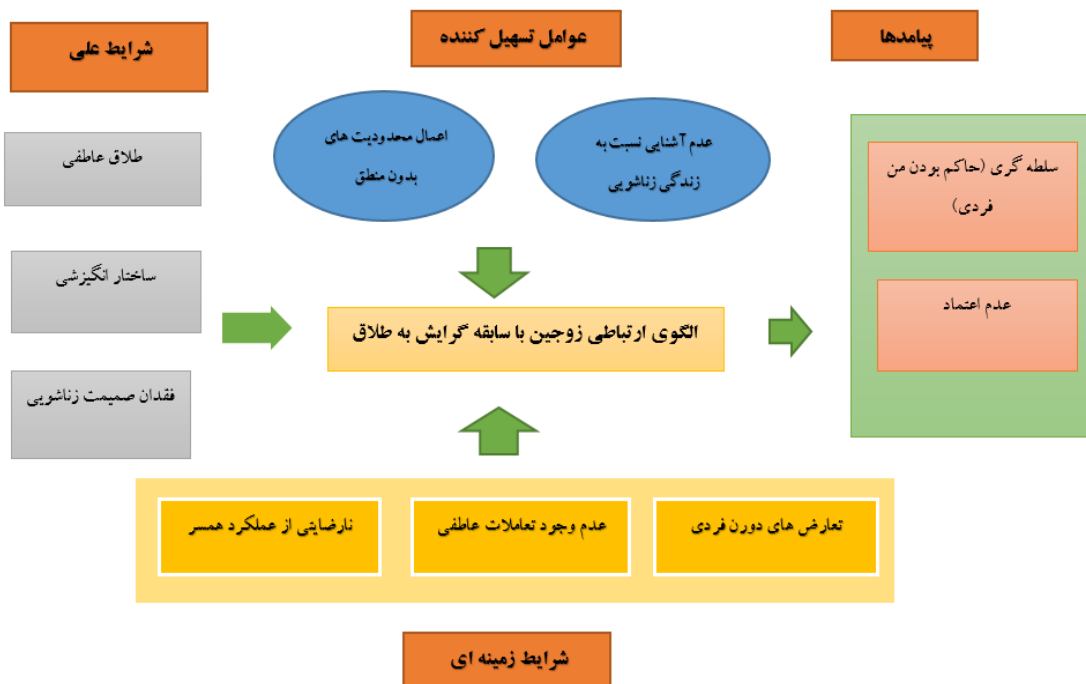 شرایط علی
عوامل تسهیل کننده
پیامدها
طلاق عاطفی
ساختار انگیزشی
فقدان صمیمت زناشویی
اعمال محدودیت های
بدون منطق
عدم آشنایی نسبت به
زندگی زناشویی
سلطه گری (حاکم بودن من
فردی)
عدم اعتماد
الگوی ارتباطی زوجین با سابقه گرایش به طلاق
تعارض های دورن فردی
عدم وجود تعاملات عاطفی
نارضایتی از عملکرد همسر
شرایط زمینه ای